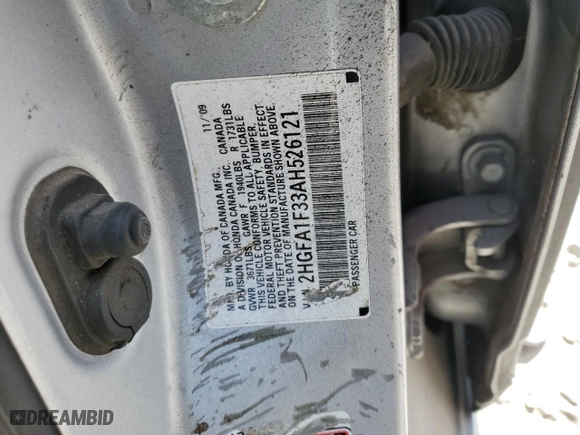 MFD. BY HONDA OF CANADA MFG.
A DIVISION OF HONDA CANADA INC. CANADA 11/'09
GVWR 3671LBS GAWR F 1940LBS R 1731LBS
THIS VEHICLE CONFORMS TO ALL APPLICABLE
FEDERAL MOTOR VEHICLE SAFETY, BUMPER,
AND THEFT PREVENTION STANDARDS IN EFFECT
ON THE DATE OF MANUFACTURE SHOWN ABOVE.
V.I.N. 2HGFA1F33AH526121
PASSENGER CAR
DREAMBID